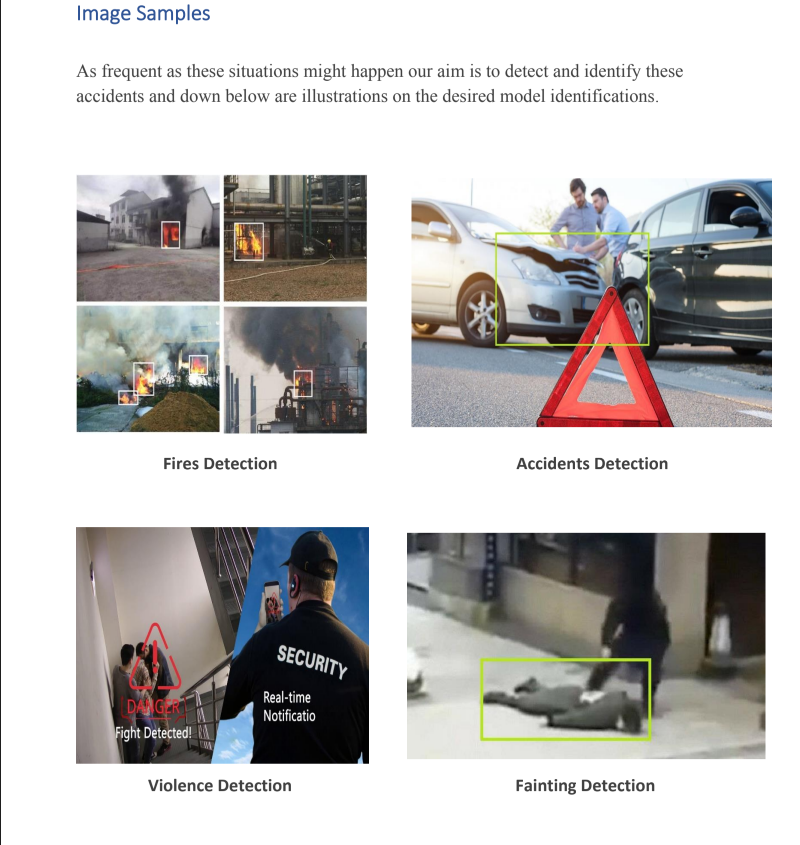 Image Samples
As frequent as these situations might happen our aim is to detect and identify these
accidents and down below are illustrations on the desired model identifications.
Fires Detection
Accidents Detection
DANGER
Fight Detected!
SECURITY
Real-time
Notificatio
Violence Detection
Fainting Detection